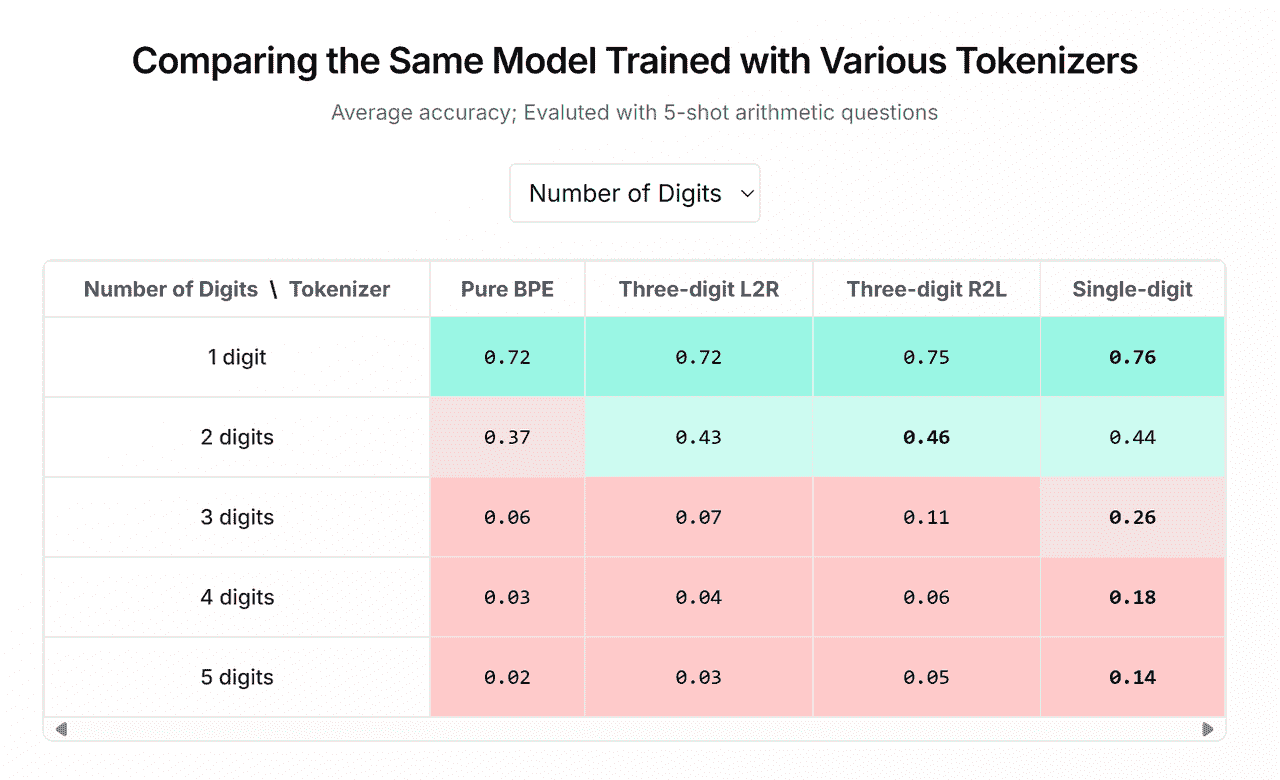 Comparing the Same Model Trained with Various Tokenizers
Average accuracy; Evaluted with 5-shot arithmetic questions
Number of Digits
Number of Digits \ Tokenizer Pure BPE Three-digit L2R Three-digit R2L Single-digit
1 digit 0.72 0.72 0.75 0.76
2 digits 0.37 0.43 0.46 0.44
3 digits 0.06 0.07 0.11 0.26
4 digits 0.03 0.04 0.06 0.18
5 digits 0.02 0.03 0.05 0.14